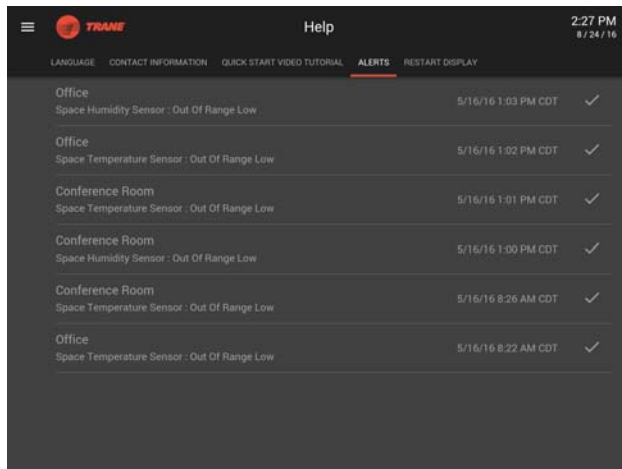 TRANE
Help
2:27 PM
8 / 24 / 16
LANGUAGE CONTACT INFORMATION QUICK START VIDEO TUTORIAL ALERTS RESTART DISPLAY
Office
Space Humidity Sensor : Out Of Range Low
5/16/16 1:03 PM CDT
Office
Space Temperature Sensor : Out Of Range Low
5/16/16 1:02 PM CDT
Conference Room
Space Temperature Sensor : Out Of Range Low
5/16/16 1:01 PM CDT
Conference Room
Space Humidity Sensor : Out Of Range Low
5/16/16 1:00 PM CDT
Conference Room
Space Temperature Sensor : Out Of Range Low
5/16/16 8:26 AM CDT
Office
Space Temperature Sensor : Out Of Range Low
5/16/16 8:22 AM CDT